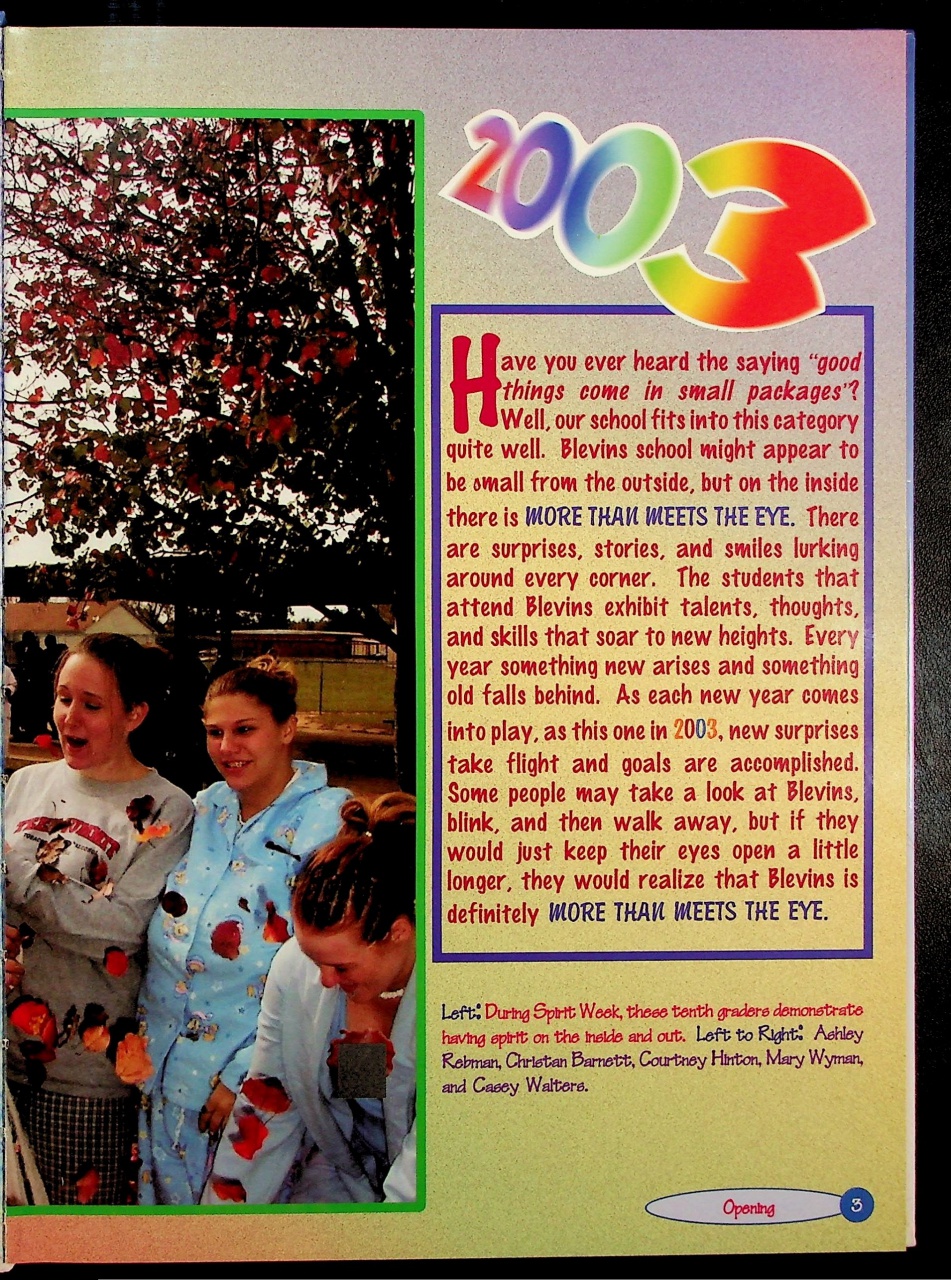 2003
Have you ever heard the saying “good
things come in small packages”?
Well, our school fits into this category
quite well. Blevins school might appear to
be small from the outside, but on the inside
there is MORE THAN MEETS THE EYE. There
are surprises, stories, and smiles lurking
around every corner. The students that
attend Blevins exhibit talents, thoughts,
and skills that soar to new heights. Every
year something new arises and something
old falls behind. As each new year comes
into play, as this one in 2003, new surprises
take flight and goals are accomplished.
Some people may take a look at Blevins,
blink, and then walk away, but if they
would just keep their eyes open a little
longer, they would realize that Blevins is
definitely MORE THAN MEETS THE EYE.
Left: During Spirit Week, these tenth graders demonstrate
having spirit on the inside and out. Left to Right: Ashley
Rebman, Christan Barnett, Courtney Hinton, Mary Wyman,
and Casey Walters.
Opening 3